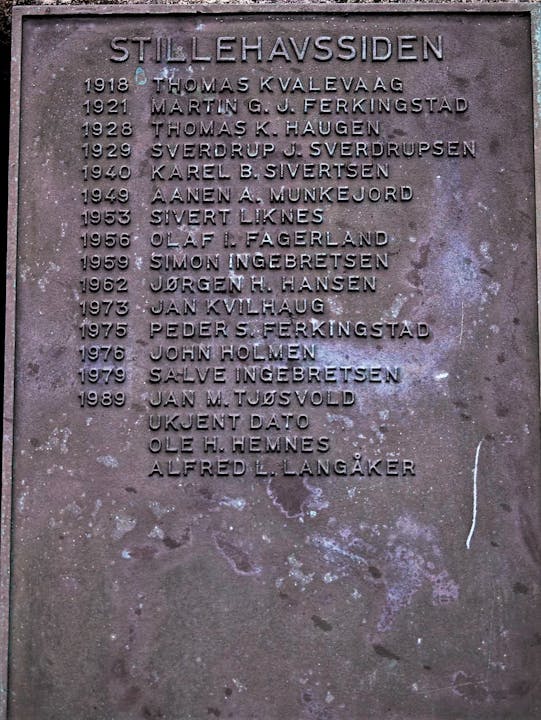 STILLEHAVSSIDEN
1918 THOMAS KVALEVAAG
1921 MARTIN G. J. FERKINGSTAD
1928 THOMAS K. HAUGEN
1929 SVERDRUP J. SVERDRUPSEN
1940 KAREL B. SIVERTSEN
1949 AANEN A. MUNKEJORD
1953 SIVERT LIKNES
1956 OLAF I. FAGERLAND
1959 SIMON INGEBRETSEN
1962 JØRGEN H. HANSEN
1973 JAN KVILHAUG
1975 PEDER S. FERKINGSTAD
1976 JOHN HOLMEN
1979 SALVE INGEBRETSEN
1989 JAN M. TJØSVOLD
UKJENT DATO
OLE H. HEMNES
ALFRED L. LANGÅKER